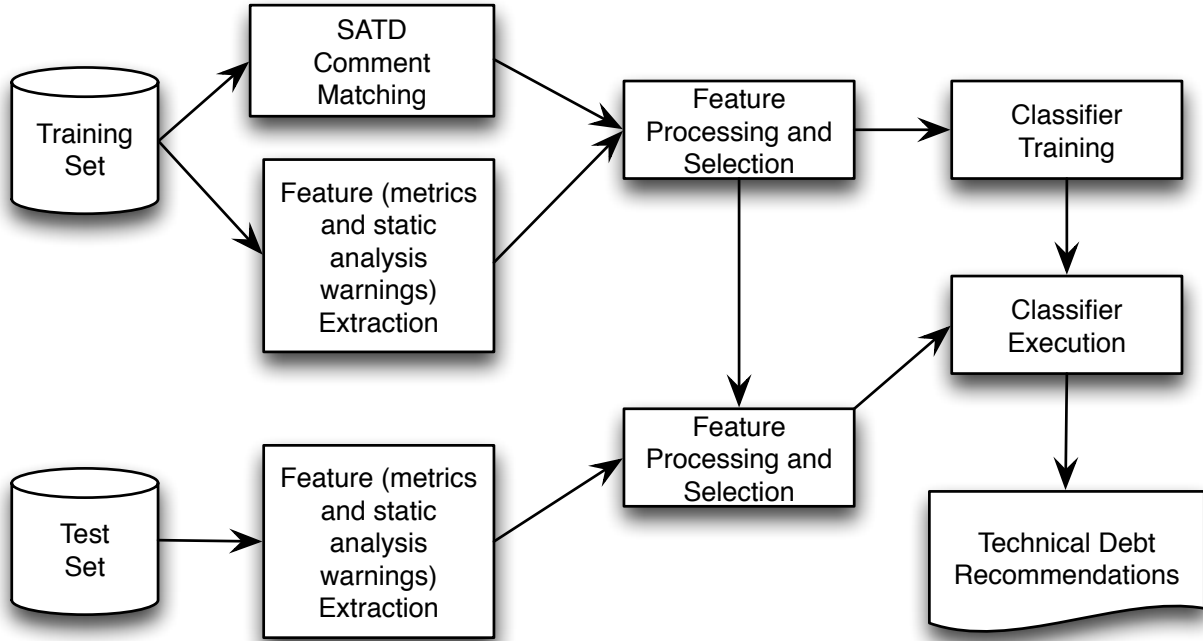 SATD
Comment
Matching
Training
Set
Feature (metrics
and static
analysis
warnings)
Extraction
Feature
Processing and
Selection
Classifier
Training
Classifier
Execution
Test
Set
Feature (metrics
and static
analysis
warnings)
Extraction
Feature
Processing and
Selection
Technical Debt
Recommendations